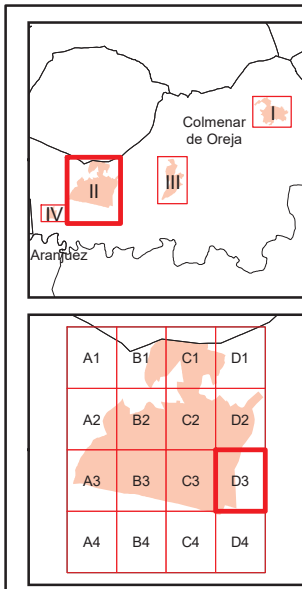 I
Colmenar
de Oreja
II
III
IV
Aranjuez
A1 B1 C1 D1
A2 B2 C2 D2
A3 B3 C3 D3
A4 B4 C4 D4